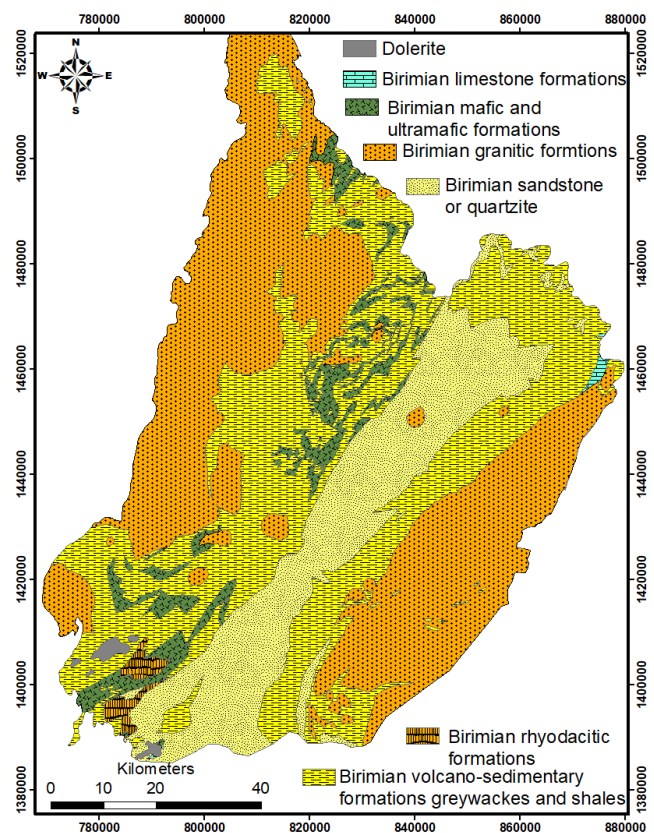 780000 800000 820000 840000 860000 880000
1520000 1500000 1480000 1460000 1440000 1420000 1400000 1380000
N
W E
S
Dolerite
Birimian limestone formations
Birimian mafic and
ultramafic formations
Birimian granitic formtions
Birimian sandstone
or quartzite
1520000 1500000 1480000 1460000 1440000 1420000 1400000 1380000
Birimian rhyodacitic
formations
Kilometers
0 10 20 40
Birimian volcano-sedimentary
formations greywackes and shales
780000 800000 820000 840000 860000 880000